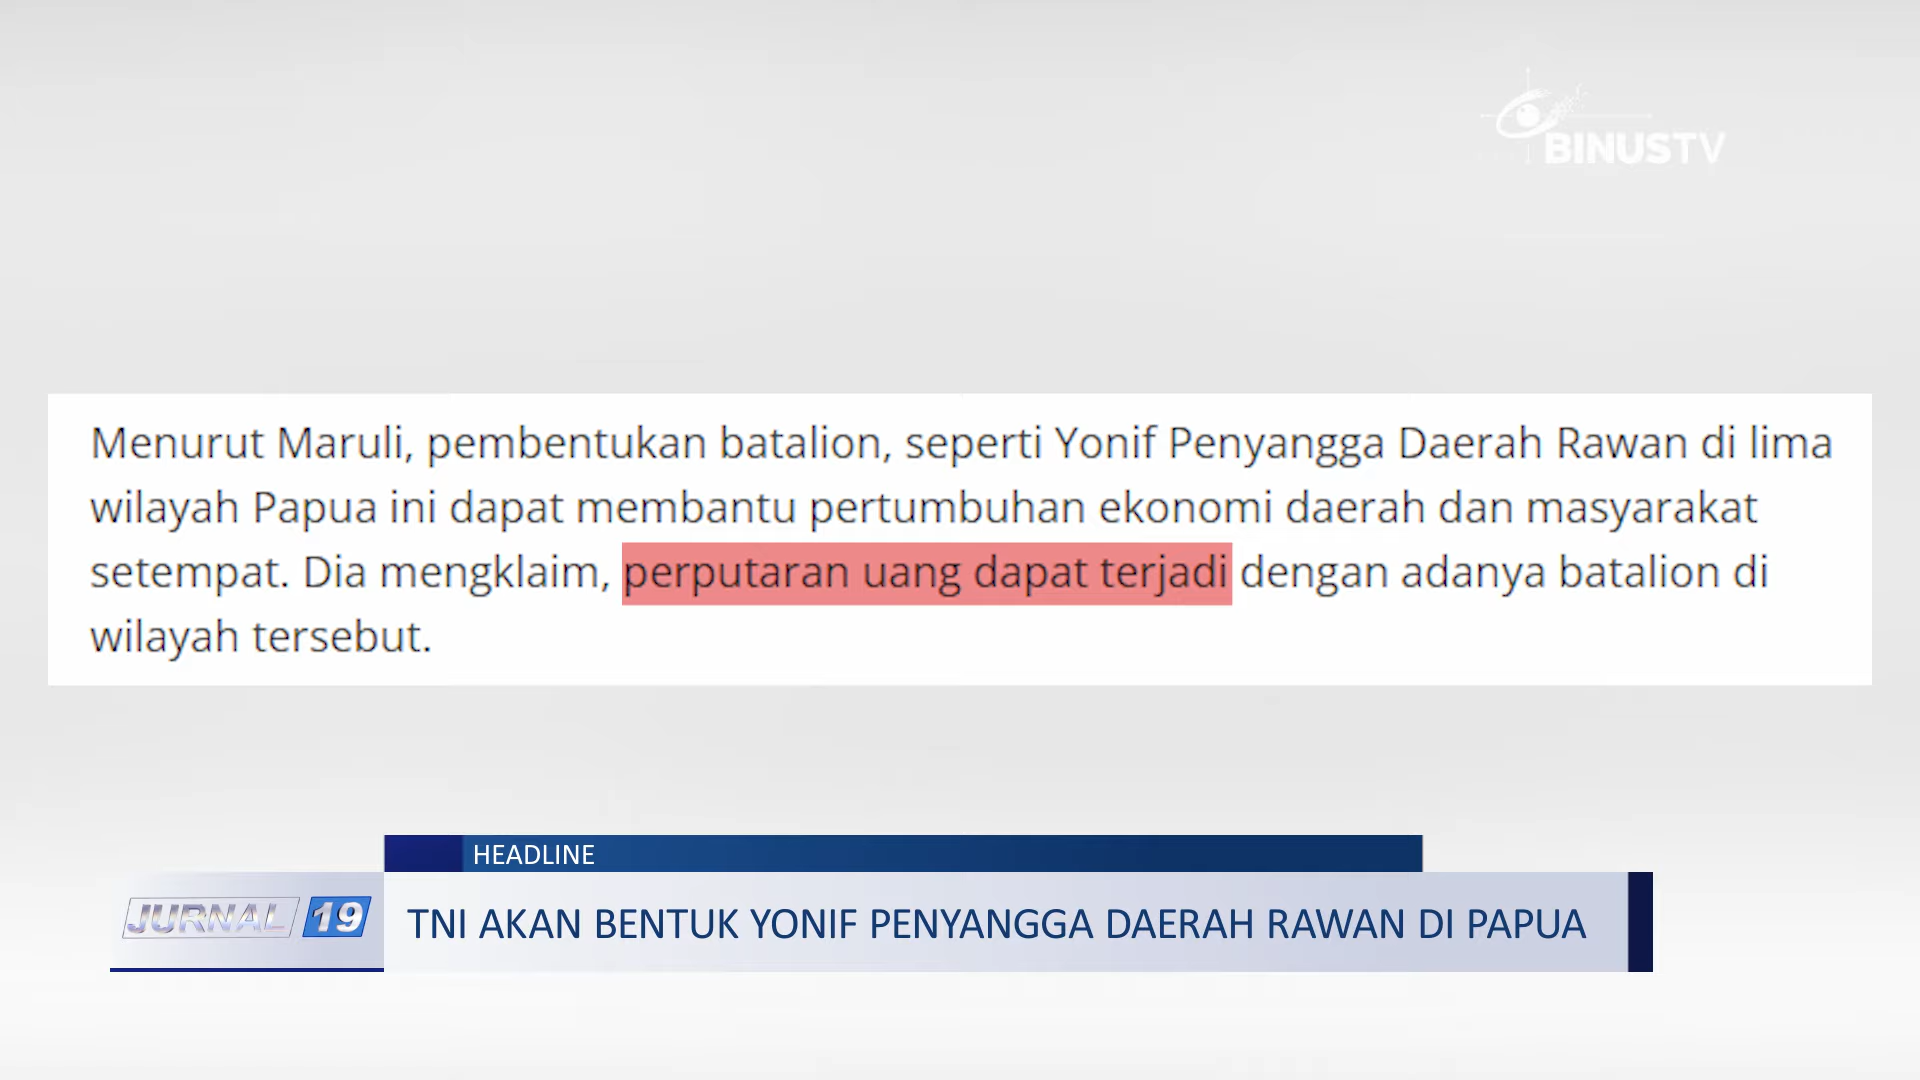 BINUSTV
Menurut Maruli, pembentukan batalion, seperti Yonif Penyangga Daerah Rawan di lima
wilayah Papua ini dapat membantu pertumbuhan ekonomi daerah dan masyarakat
setempat. Dia mengklaim, perputaran uang dapat terjadi dengan adanya batalion di
wilayah tersebut.
HEADLINE
JURNAL 19
TNI AKAN BENTUK YONIF PENYANGGA DAERAH RAWAN DI PAPUA